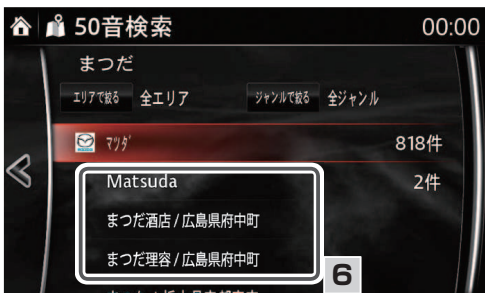 50音検索 00:00
まつだ
エリアで絞る 全エリア ジャンルで絞る 全ジャンル
マツダ 818件
Matsuda 2件
まつだ酒店/広島県府中町
まつだ理容/広島県府中町
6